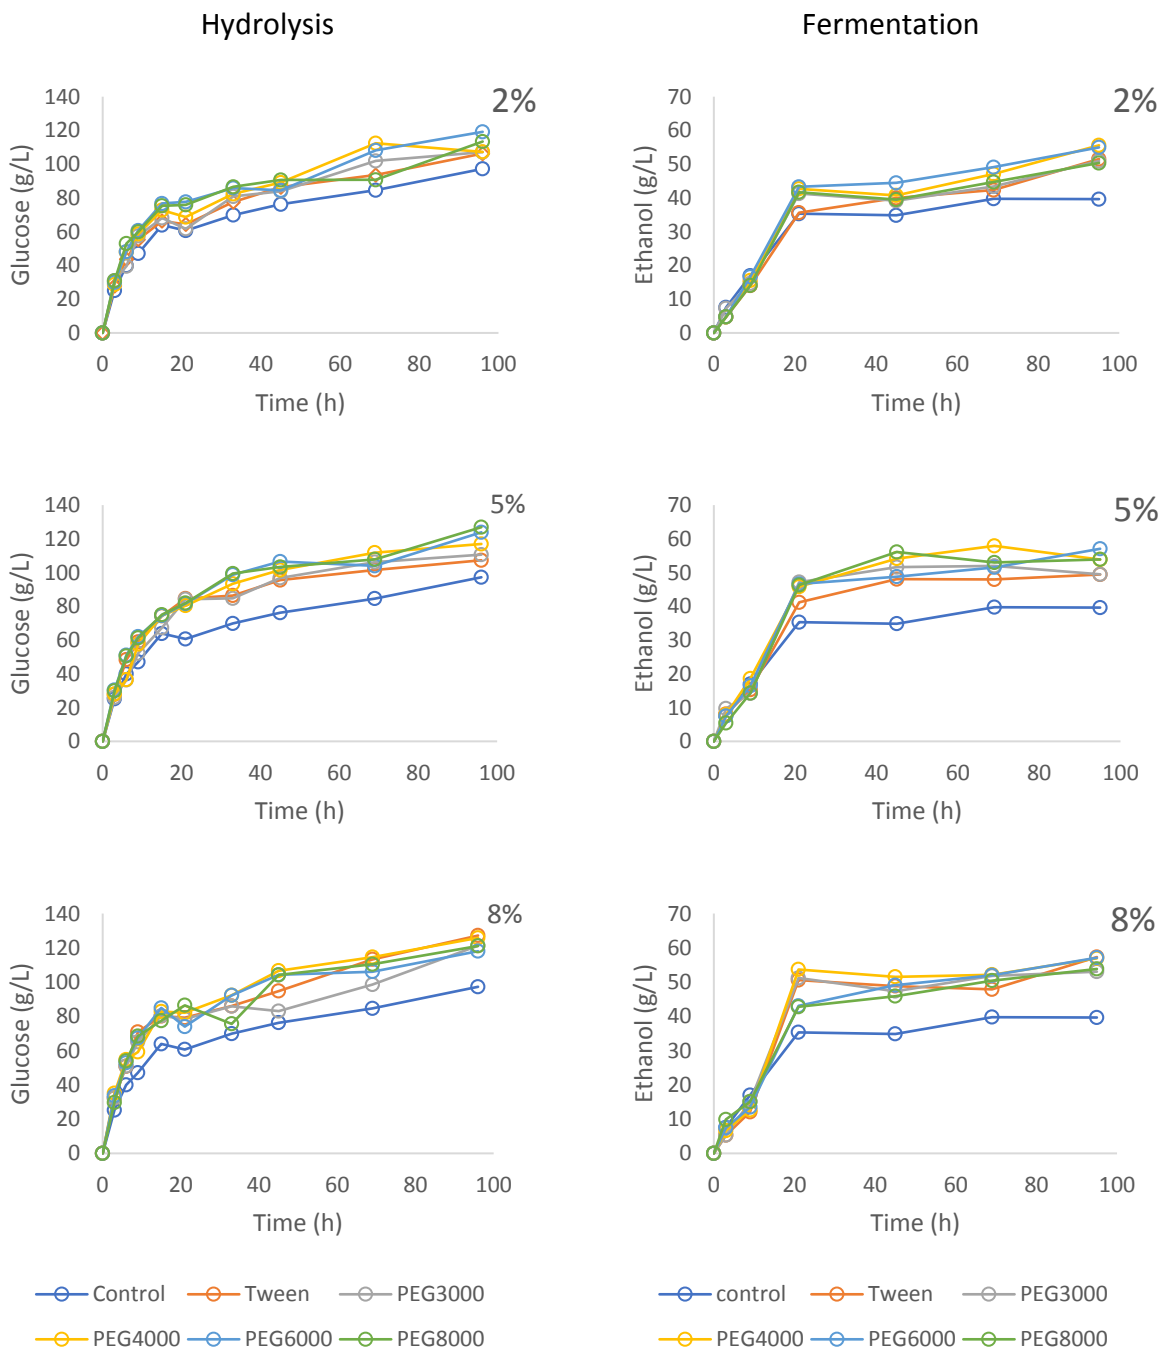 Hydrolysis
Fermentation
2%
140
120
100
80
60
40
20
0
Glucose (g/L)
0 20 40 60 80 100
Time (h)
2%
70
60
50
40
30
20
10
0
Ethanol (g/L)
0 20 40 60 80 100
Time (h)
5%
140
120
100
80
60
40
20
0
Glucose (g/L)
0 20 40 60 80 100
Time (h)
5%
70
60
50
40
30
20
10
0
Ethanol (g/L)
0 20 40 60 80 100
Time (h)
8%
140
120
100
80
60
40
20
0
Glucose (g/L)
0 20 40 60 80 100
Time (h)
8%
70
60
50
40
30
20
10
0
Ethanol (g/L)
0 20 40 60 80 100
Time (h)
Control Tween PEG3000
PEG4000 PEG6000 PEG8000
control Tween PEG3000
PEG4000 PEG6000 PEG8000